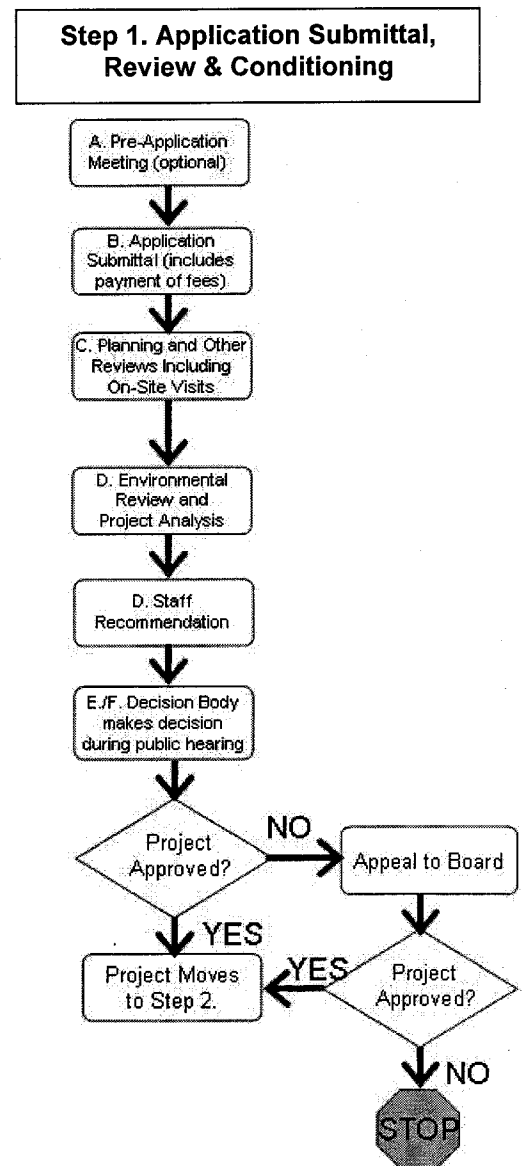 Step 1. Application Submittal,
Review & Conditioning
A. Pre-Application
Meeting (optional)
B. Application
Submittal (includes
payment of fees)
C. Planning and Other
Reviews Including
On-Site Visits
D. Environmental
Review and
Project Analysis
D. Staff
Recommendation
E./F. Decision Body
makes decision
during public hearing
Project
Approved?
NO
Appeal to Board
YES
Project Moves
to Step 2.
YES
Project
Approved?
NO
STOP